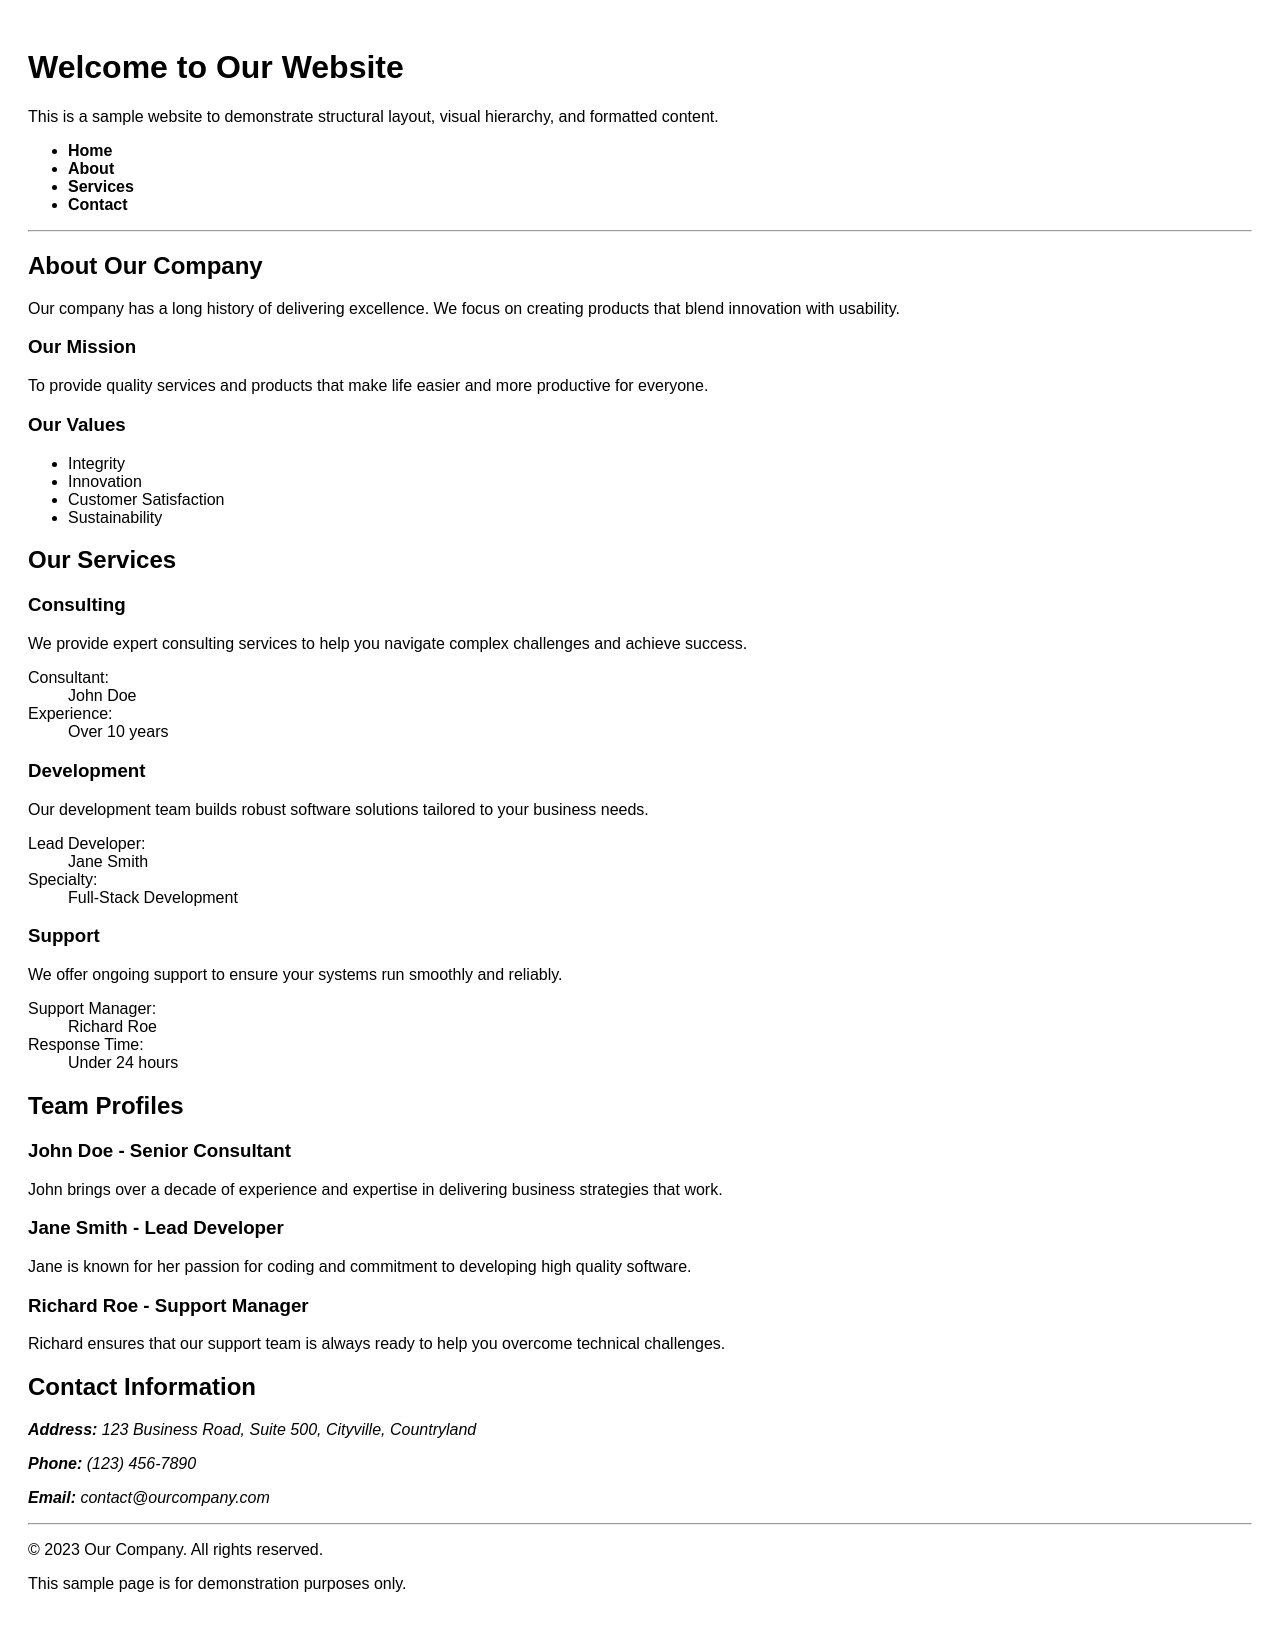 Welcome to Our Website
This is a sample website to demonstrate structural layout, visual hierarchy, and formatted content.
• Home
• About
• Services
• Contact
About Our Company
Our company has a long history of delivering excellence. We focus on creating products that blend innovation with usability.
Our Mission
To provide quality services and products that make life easier and more productive for everyone.
Our Values
• Integrity
• Innovation
• Customer Satisfaction
• Sustainability
Our Services
Consulting
We provide expert consulting services to help you navigate complex challenges and achieve success.
Consultant:
John Doe
Experience:
Over 10 years
Development
Our development team builds robust software solutions tailored to your business needs.
Lead Developer:
Jane Smith
Specialty:
Full-Stack Development
Support
We offer ongoing support to ensure your systems run smoothly and reliably.
Support Manager:
Richard Roe
Response Time:
Under 24 hours
Team Profiles
John Doe - Senior Consultant
John brings over a decade of experience and expertise in delivering business strategies that work.
Jane Smith - Lead Developer
Jane is known for her passion for coding and commitment to developing high quality software.
Richard Roe - Support Manager
Richard ensures that our support team is always ready to help you overcome technical challenges.
Contact Information
Address: 123 Business Road, Suite 500, Cityville, Countryland
Phone: (123) 456-7890
Email: contact@ourcompany.com
© 2023 Our Company. All rights reserved.
This sample page is for demonstration purposes only.